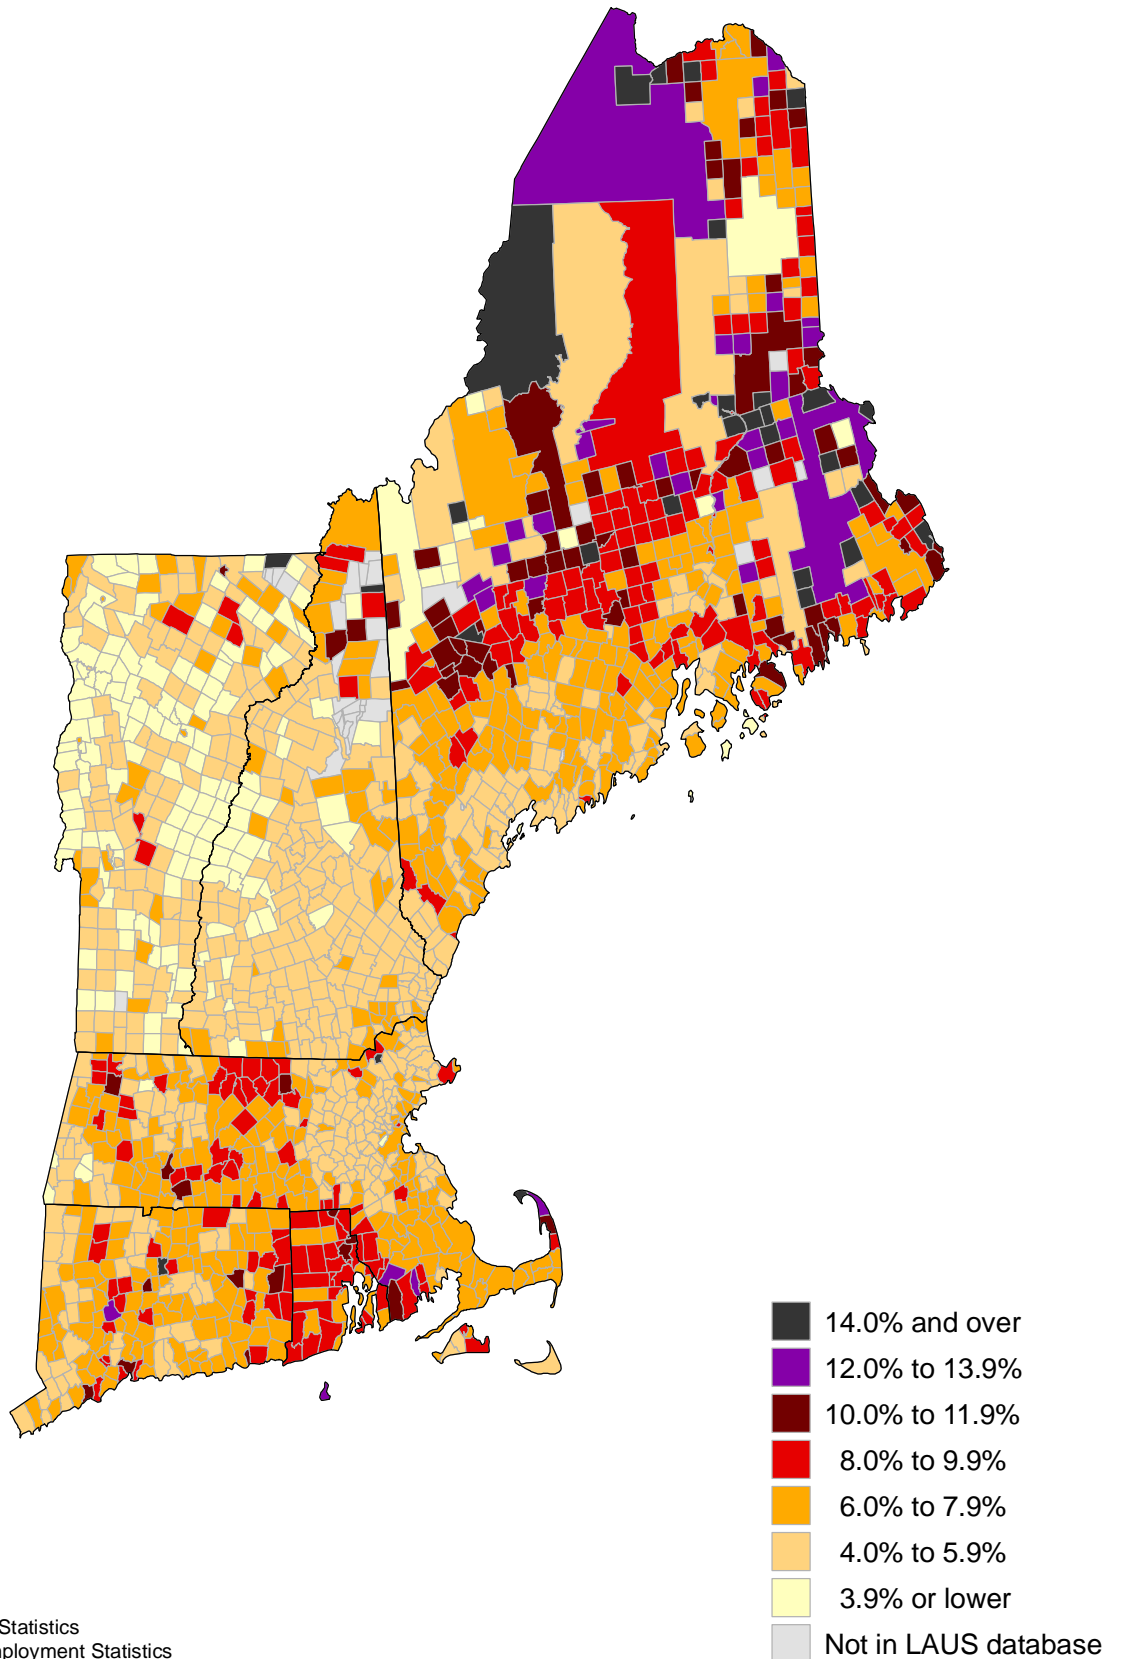 14.0% and over
12.0% to 13.9%
10.0% to 11.9%
8.0% to 9.9%
6.0% to 7.9%
4.0% to 5.9%
3.9% or lower
Not in LAUS database
Statistics
ployment Statistics